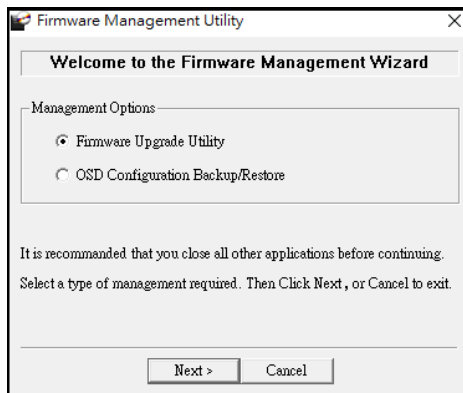 Firmware Management Utility
Welcome to the Firmware Management Wizard
Management Options
Firmware Upgrade Utility
OSD Configuration Backup/Restore
It is recommanded that you close all other applications before continuing.
Select a type of management required. Then Click Next , or Cancel to exit.
Next > Cancel